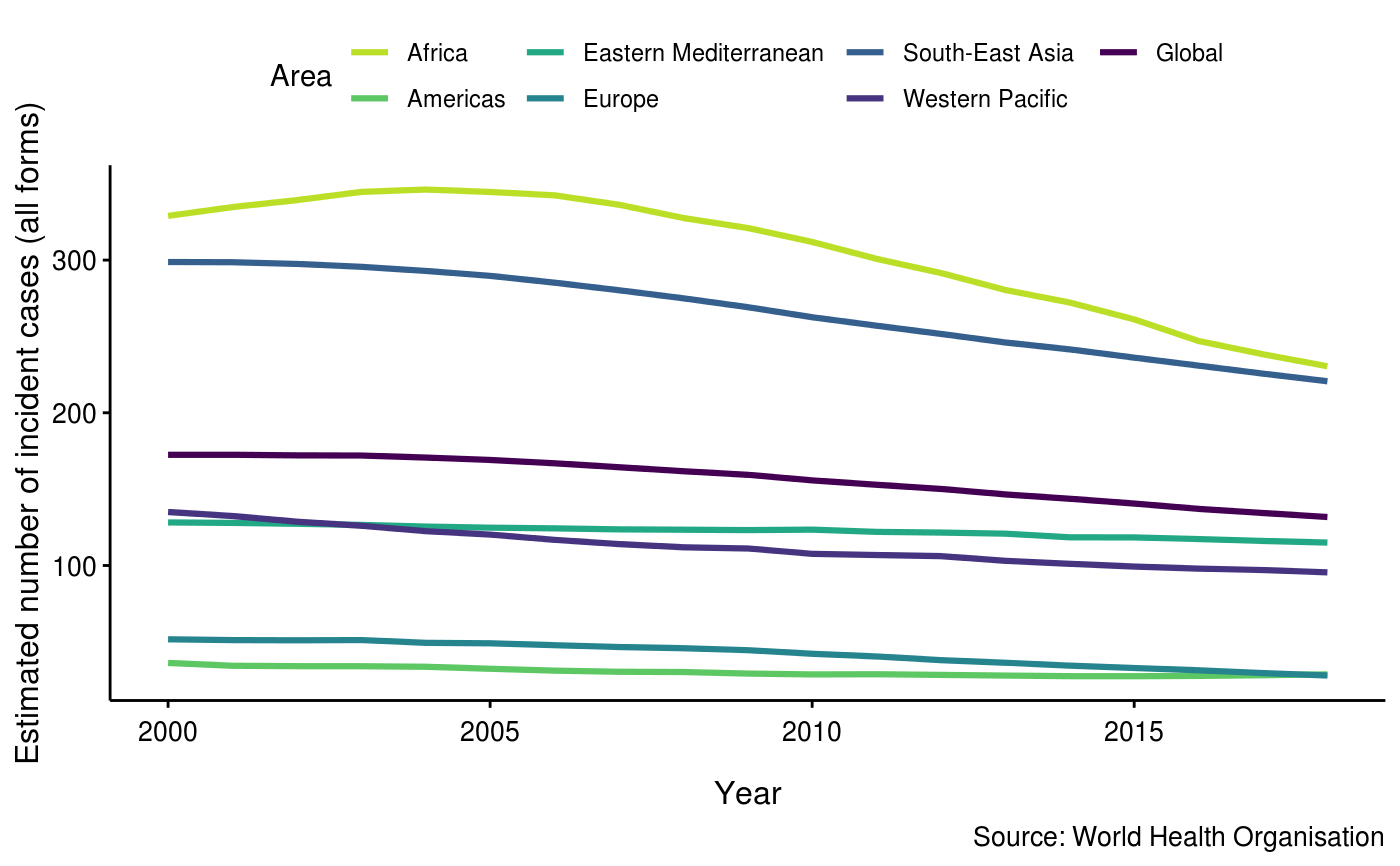 Area
Africa
Eastern Mediterranean
South-East Asia
Global
Americas
Europe
Western Pacific
Estimated number of incident cases (all forms)
300
200
100
2000
2005
2010
2015
Year
Source: World Health Organisation